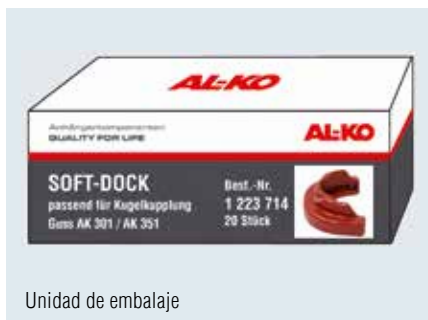 AL-KO
Anhängerkomponenten
QUALITY FOR LIFE
AL-KO
SOFT-DOCK
passend für Kugelkupplung
Guss AK 301 / AK 351
Best.-Nr.
1 223 714
20 Stück
Unidad de embalaje